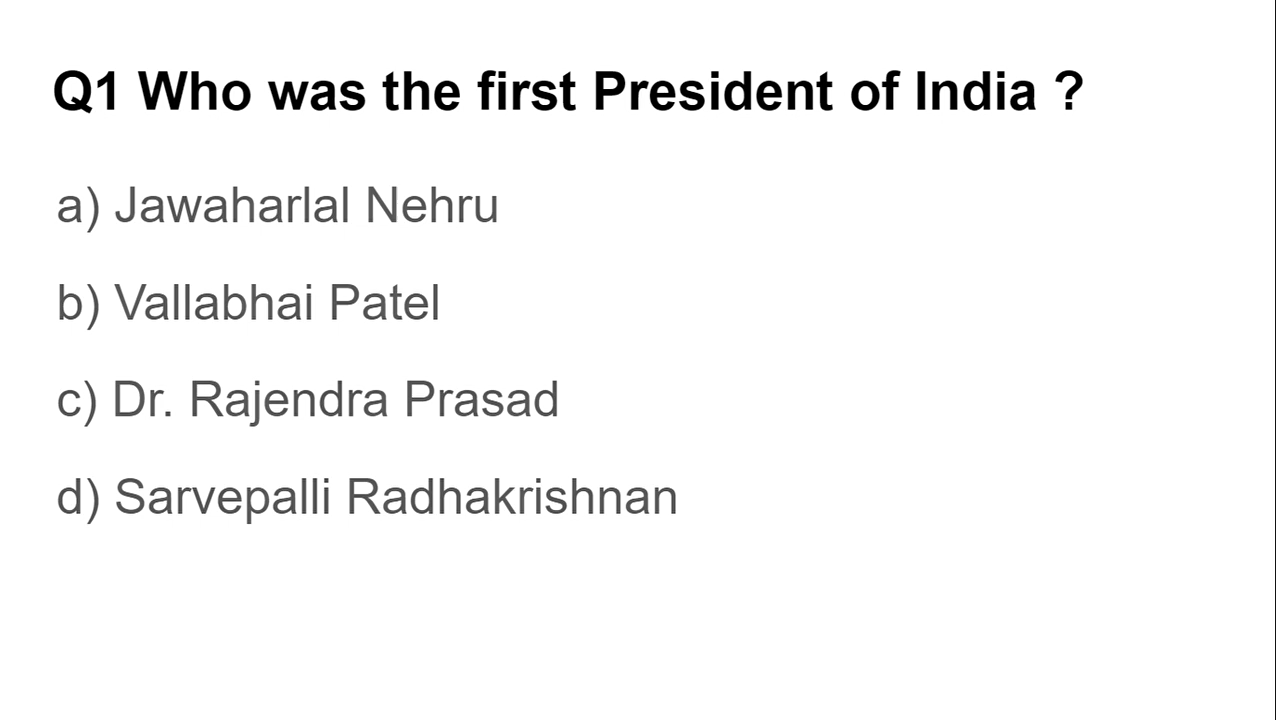 Q1 Who was the first President of India ?
a) Jawaharlal Nehru
b) Vallabhai Patel
c) Dr. Rajendra Prasad
d) Sarvepalli Radhakrishnan